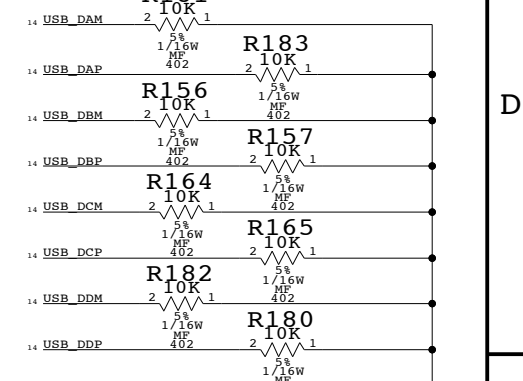 14 USB_DAM 2 10K 1
5%
1/16W
MF
402
R183
14 USB_DAP 2 10K 1
5%
1/16W
MF
402
R156
14 USB_DBM 2 10K 1
5%
1/16W
MF
402
R157
14 USB_DBP 2 10K 1
5%
1/16W
MF
402
R164
14 USB_DCM 2 10K 1
5%
1/16W
MF
402
R165
14 USB_DCP 2 10K 1
5%
1/16W
MF
402
R182
14 USB_DDM 2 10K 1
5%
1/16W
MF
402
R180
14 USB_DDP 2 10K 1
5%
1/16W
MF
D